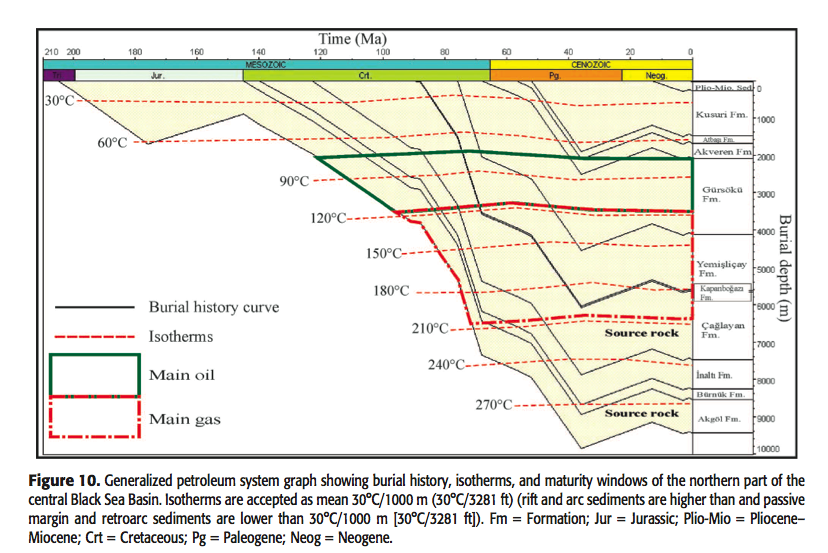 Time (Ma)
210 200 180 160 140 120 100 80 60 40 20 0
MESOZOIC CENOZOIC
Jur. Crt. Pg. Neog.
30°C
60°C
90°C
120°C
150°C
180°C
210°C
240°C
270°C
Plio-Mio. Sed
Kusuri Fm.
Atbaşı Fm.
Akveren Fm
Gürsökü
Fm.
Yemişliçay
Fm.
Kapanboğazı
Fm.
Çağlayan
Fm.
İnaltı Fm.
Bürnük Fm.
Akgöl Fm.
0
1000
2000
3000
4000
5000
6000
7000
8000
9000
10000
Burial depth (m)
Source rock
Source rock
Burial history curve
Isotherms
Main oil
Main gas
Figure 10. Generalized petroleum system graph showing burial history, isotherms, and maturity windows of the northern part of the
central Black Sea Basin. Isotherms are accepted as mean 30°C/1000 m (30°C/3281 ft) (rift and arc sediments are higher than and passive
margin and retroarc sediments are lower than 30°C/1000 m [30°C/3281 ft]). Fm = Formation; Jur = Jurassic; Plio-Mio = Pliocene–
Miocene; Crt = Cretaceous; Pg = Paleogene; Neog = Neogene.